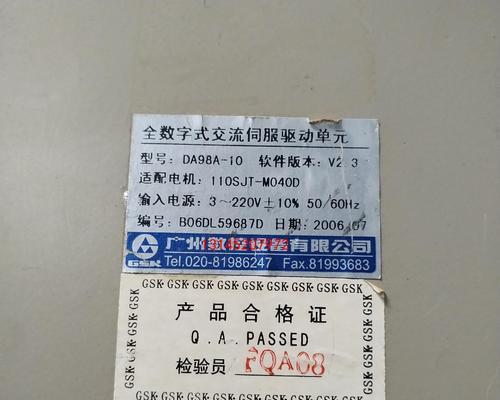 全数字式交流伺服驱动单元
型号: DA98A-10 软件版本: V2.3
适配电机: 110SJT-M040D
输入电源: 3~220V±10% 50/60Hz
编号: B06DL59687D 日期: 2006.07
GSK
广州 有限公司
Tel.020-81986247 Fax.81993683
GSK GSK GSK GSK GSK GSK GSK
产品合格证
Q.A.PASSED
检验员 PQA08